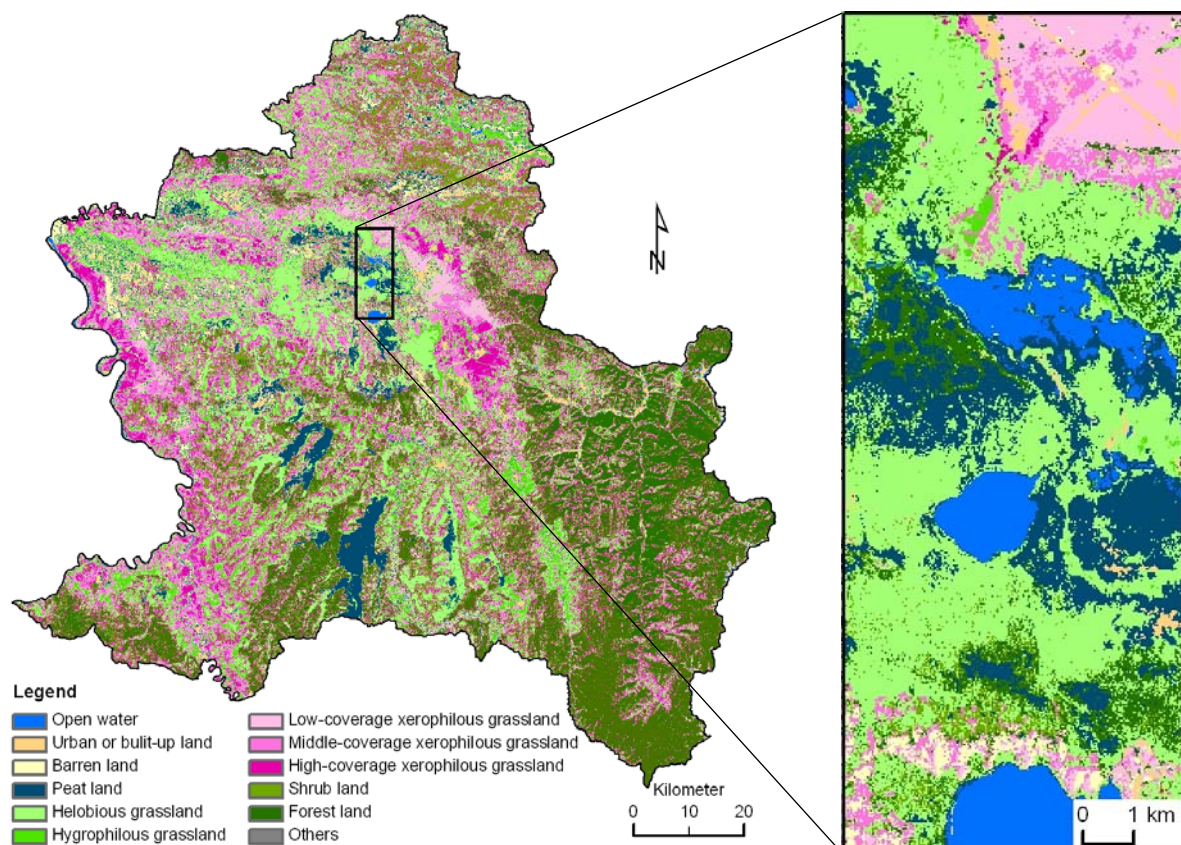 N
Legend
Open water
Urban or bulit-up land
Barren land
Peat land
Helobious grassland
Hygrophilous grassland
Low-coverage xerophilous grassland
Middle-coverage xerophilous grassland
High-coverage xerophilous grassland
Shrub land
Forest land
Others
Kilometer
0 10 20
0 1 km